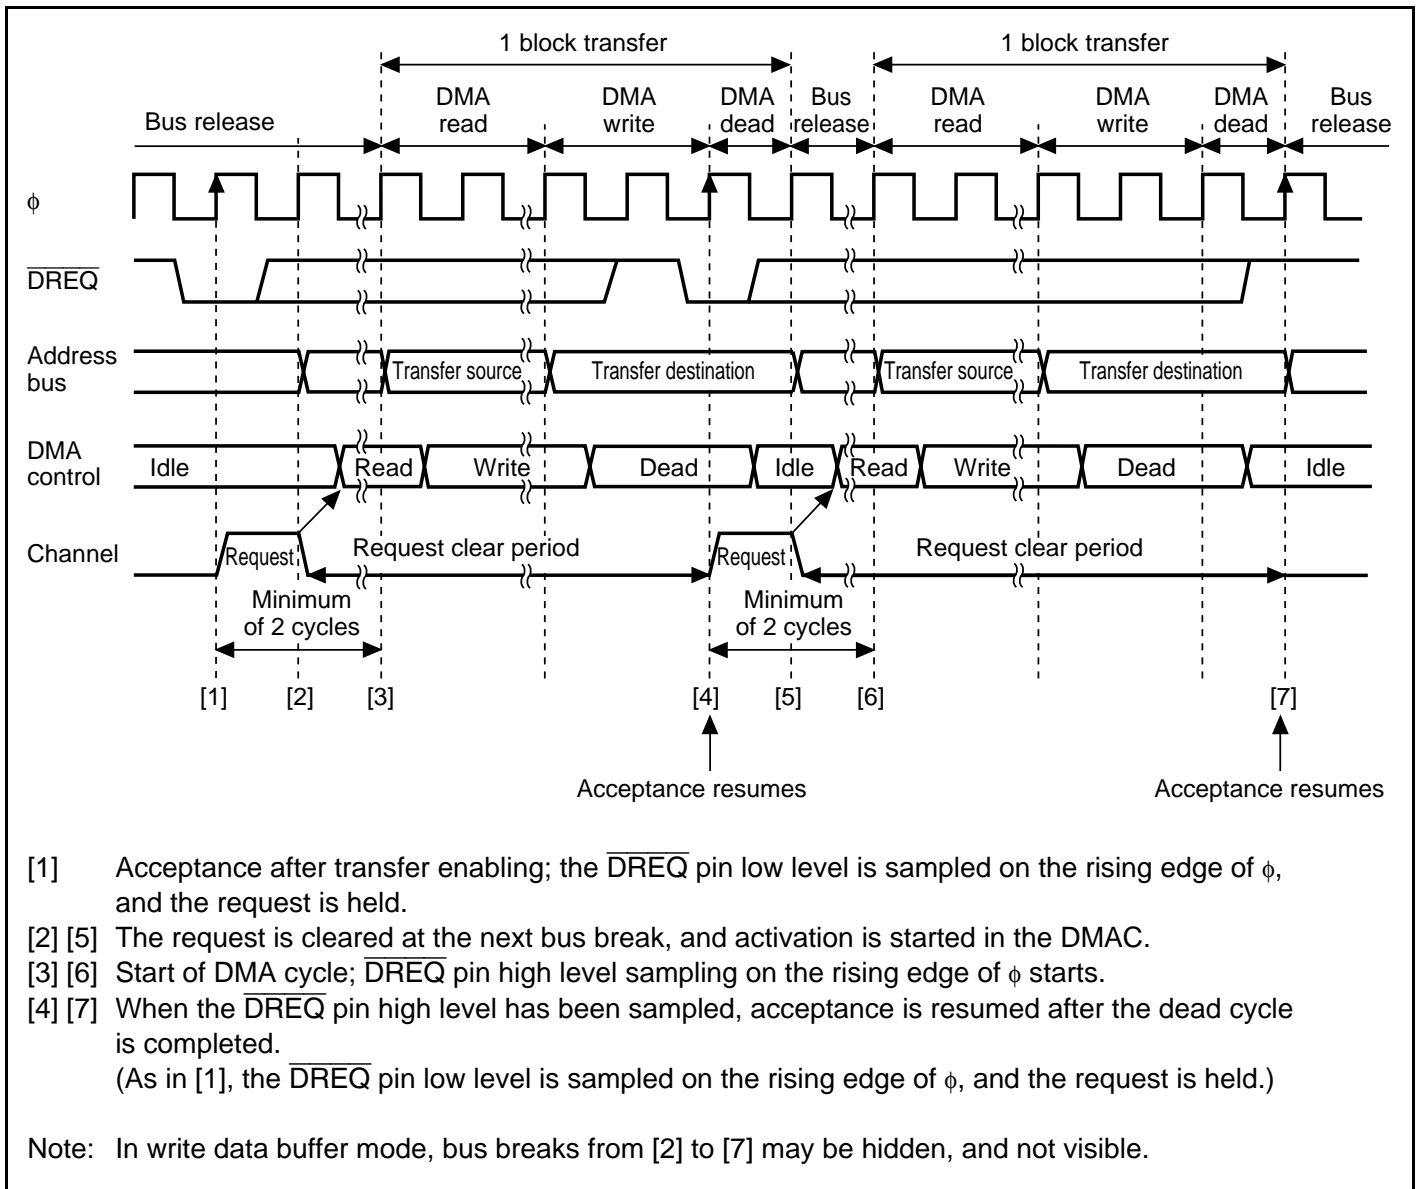 1 block transfer 1 block transfer
Bus release DMA read DMA write DMA dead Bus release DMA read DMA write DMA dead Bus release
ϕ
D̅R̅E̅Q̅
Address bus Transfer source Transfer destination Transfer source Transfer destination
DMA control Idle Read Write Dead Idle Read Write Dead Idle
Channel Request Request clear period Request Request clear period
Minimum of 2 cycles Minimum of 2 cycles
[1] [2] [3] [4] [5] [6] [7]
Acceptance resumes Acceptance resumes
[1] Acceptance after transfer enabling; the D̅R̅E̅Q̅ pin low level is sampled on the rising edge of ϕ,
and the request is held.
[2] [5] The request is cleared at the next bus break, and activation is started in the DMAC.
[3] [6] Start of DMA cycle; D̅R̅E̅Q̅ pin high level sampling on the rising edge of ϕ starts.
[4] [7] When the D̅R̅E̅Q̅ pin high level has been sampled, acceptance is resumed after the dead cycle
is completed.
(As in [1], the D̅R̅E̅Q̅ pin low level is sampled on the rising edge of ϕ, and the request is held.)
Note: In write data buffer mode, bus breaks from [2] to [7] may be hidden, and not visible.